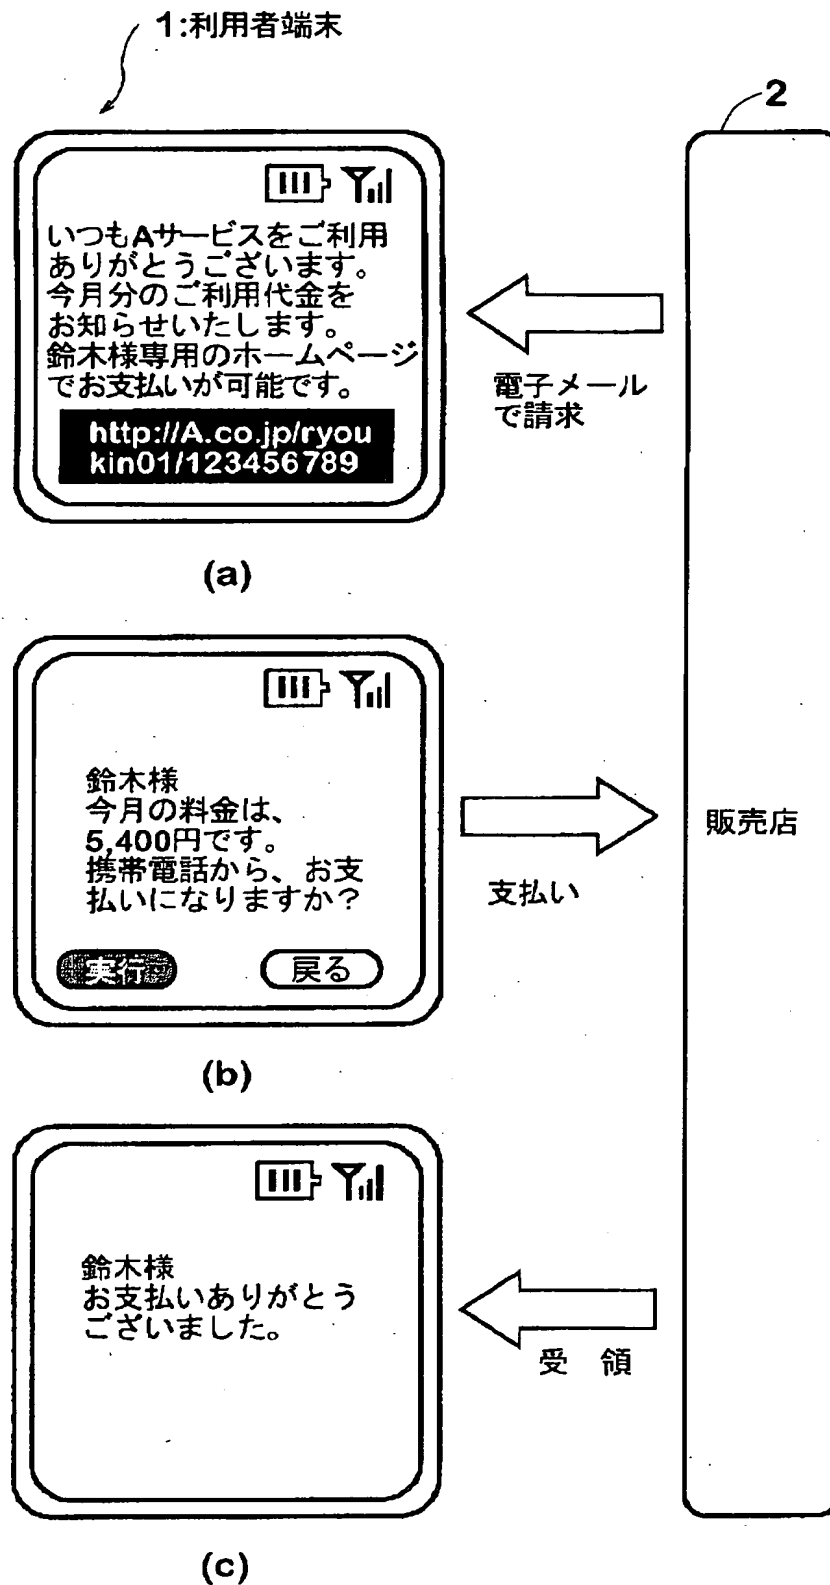 1:利用者端末
2
いつもAサービスをご利用
ありがとうございます。
今月分のご利用代金を
お知らせいたします。
鈴木様専用のホームページ
でお支払いが可能です。
http://A.co.jp/ryou
kin01/123456789
電子メール
で請求
(a)
鈴木様
今月の料金は、
5,400円です。
携帯電話から、お支
払いになりますか?
実行
戻る
支払い
販売店
(b)
鈴木様
お支払いありがとう
ございました。
受 領
(c)